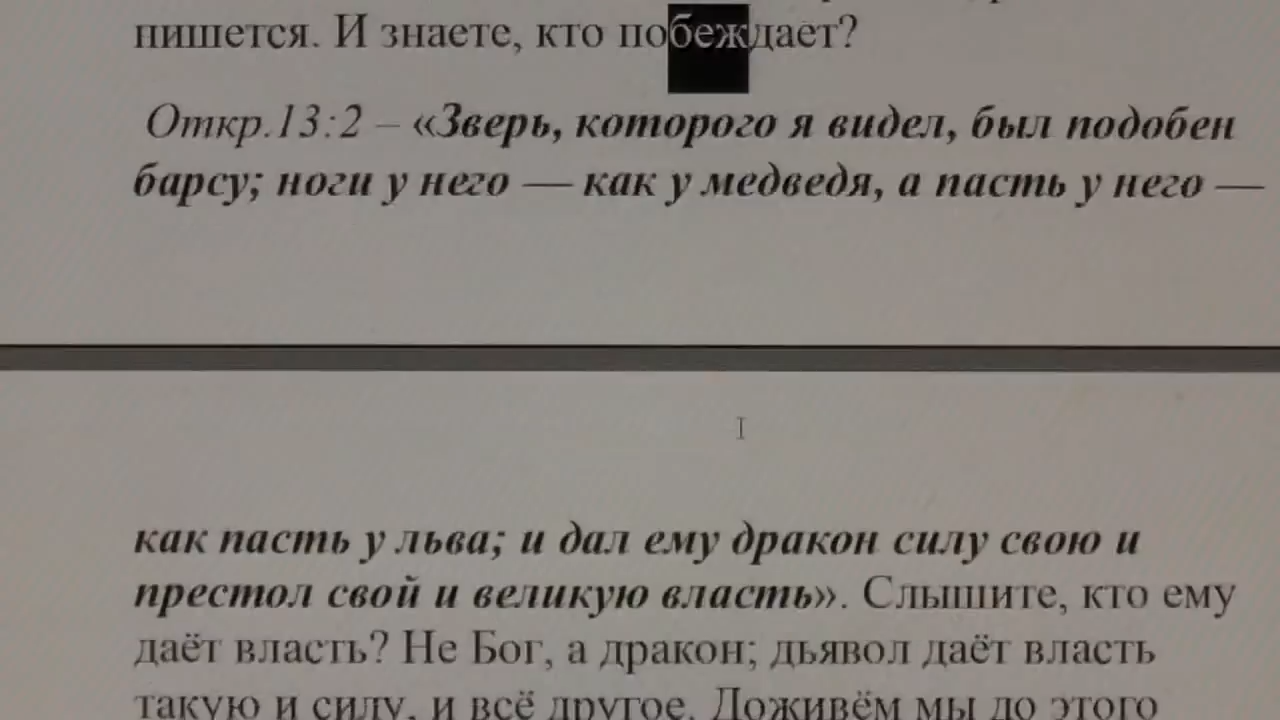 пишется. И знаете, кто побеждает?
Откр.13:2 – «Зверь, которого я видел, был подобен
барсу; ноги у него — как у медведя, а пасть у него —
как пасть у льва; и дал ему дракон силу свою и
престол свой и великую власть». Слышите, кто ему
даёт власть? Не Бог, а дракон; дьявол даёт власть
такую и силу, и всё другое. Доживём мы до этого